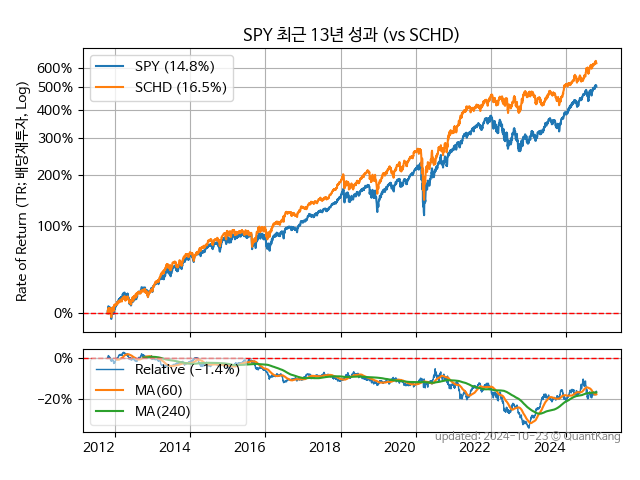 SPY 최근 13년 성과 (vs SCHD)
Rate of Return (TR: 배당재투자, Log)
600%
500%
400%
300%
200%
100%
0%
SPY (14.8%)
SCHD (16.5%)
0%
−20%
Relative (−1.4%)
MA(60)
MA(240)
updated: 2024-10-23 © QuantKang
2012 2014 2016 2018 2020 2022 2024